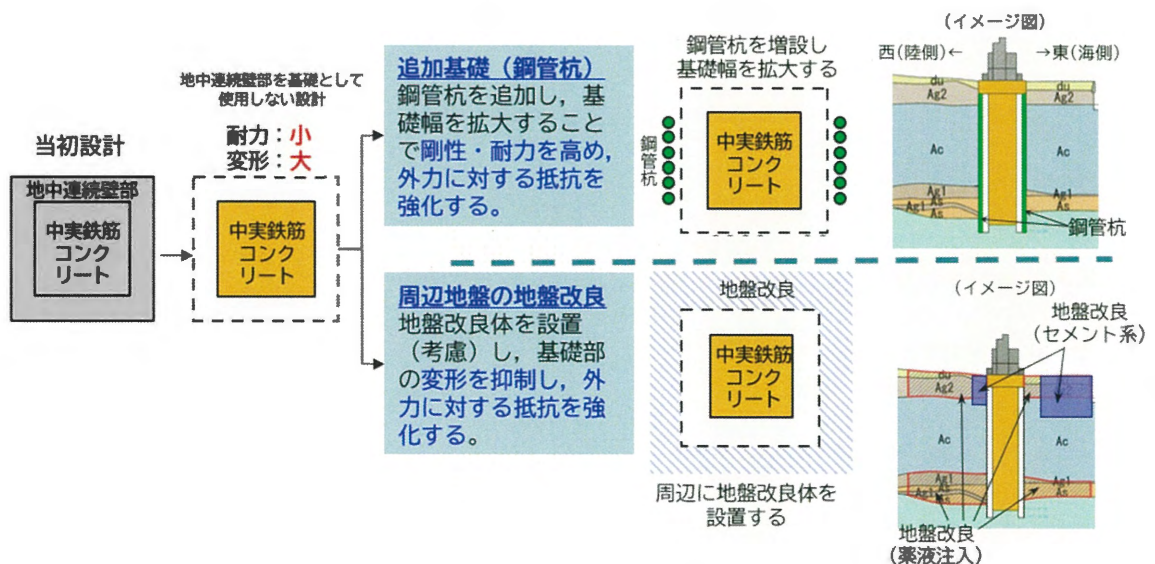 当初設計
地中連続壁部
中実鉄筋
コンク
リート
地中連続壁部を基礎として
使用しない設計
耐力：小
変形：大
中実鉄筋
コンク
リート
追加基礎（鋼管杭）
鋼管杭を追加し，基
礎幅を拡大すること
で剛性・耐力を高め，
外力に対する抵抗を
強化する。
鋼管杭を増設し
基礎幅を拡大する
鋼管杭
中実鉄筋
コンク
リート
（イメージ図）
西(陸側)←
→東(海側)
du
Ag2
du
Ag2
Ac
Ac
Ag1
As
Ag1
As
Ag1
As
鋼管杭
周辺地盤の地盤改良
地盤改良体を設置
（考慮）し，基礎部
の変形を抑制し，外
力に対する抵抗を強
化する。
地盤改良
中実鉄筋
コンク
リート
周辺に地盤改良体を
設置する
（イメージ図）
地盤改良
（セメント系）
du
Ag2
Ac
Ac
Ag1
As
Ag1
As
Ag1
As
地盤改良
（薬液注入）